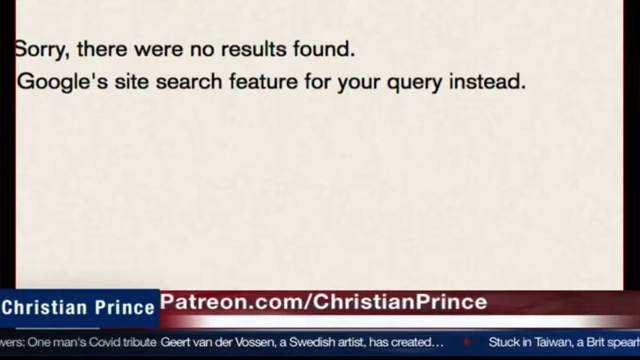 Sorry, there were no results found.
Google's site search feature for your query instead.
Christian Prince
Patreon.com/ChristianPrince
wers: One man's Covid tribute Geert van der Vossen, a Swedish artist, has created… Stuck in Taiwan, a Brit spearl